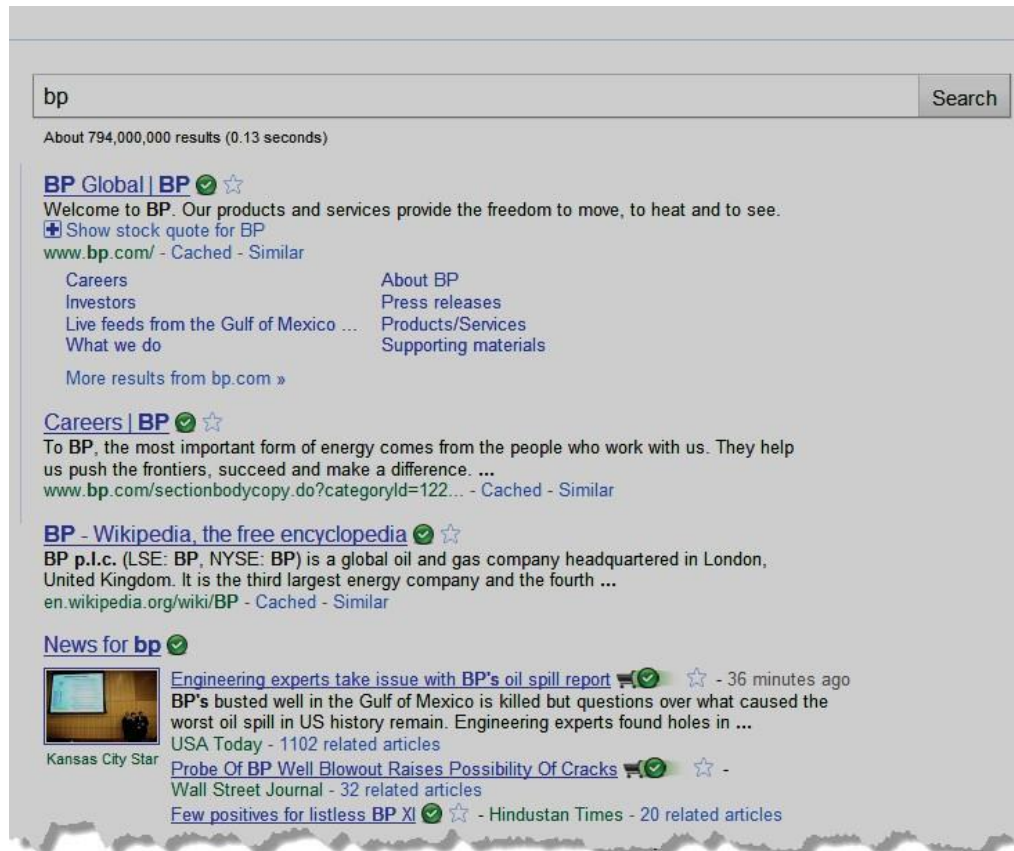 bp
Search
About 794,000,000 results (0.13 seconds)
BP Global | BP
Welcome to BP. Our products and services provide the freedom to move, to heat and to see.
Show stock quote for BP
www.bp.com/ - Cached - Similar
Careers
About BP
Investors
Press releases
Live feeds from the Gulf of Mexico ...
Products/Services
What we do
Supporting materials
More results from bp.com »
Careers | BP
To BP, the most important form of energy comes from the people who work with us. They help
us push the frontiers, succeed and make a difference. ...
www.bp.com/sectionbodycopy.do?categoryId=122... - Cached - Similar
BP - Wikipedia, the free encyclopedia
BP p.l.c. (LSE: BP, NYSE: BP) is a global oil and gas company headquartered in London,
United Kingdom. It is the third largest energy company and the fourth ...
en.wikipedia.org/wiki/BP - Cached - Similar
News for bp
Engineering experts take issue with BP's oil spill report - 36 minutes ago
BP's busted well in the Gulf of Mexico is killed but questions over what caused the
worst oil spill in US history remain. Engineering experts found holes in ...
USA Today - 1102 related articles
Kansas City Star
Probe Of BP Well Blowout Raises Possibility Of Cracks -
Wall Street Journal - 32 related articles
Few positives for listless BP XI - Hindustan Times - 20 related articles